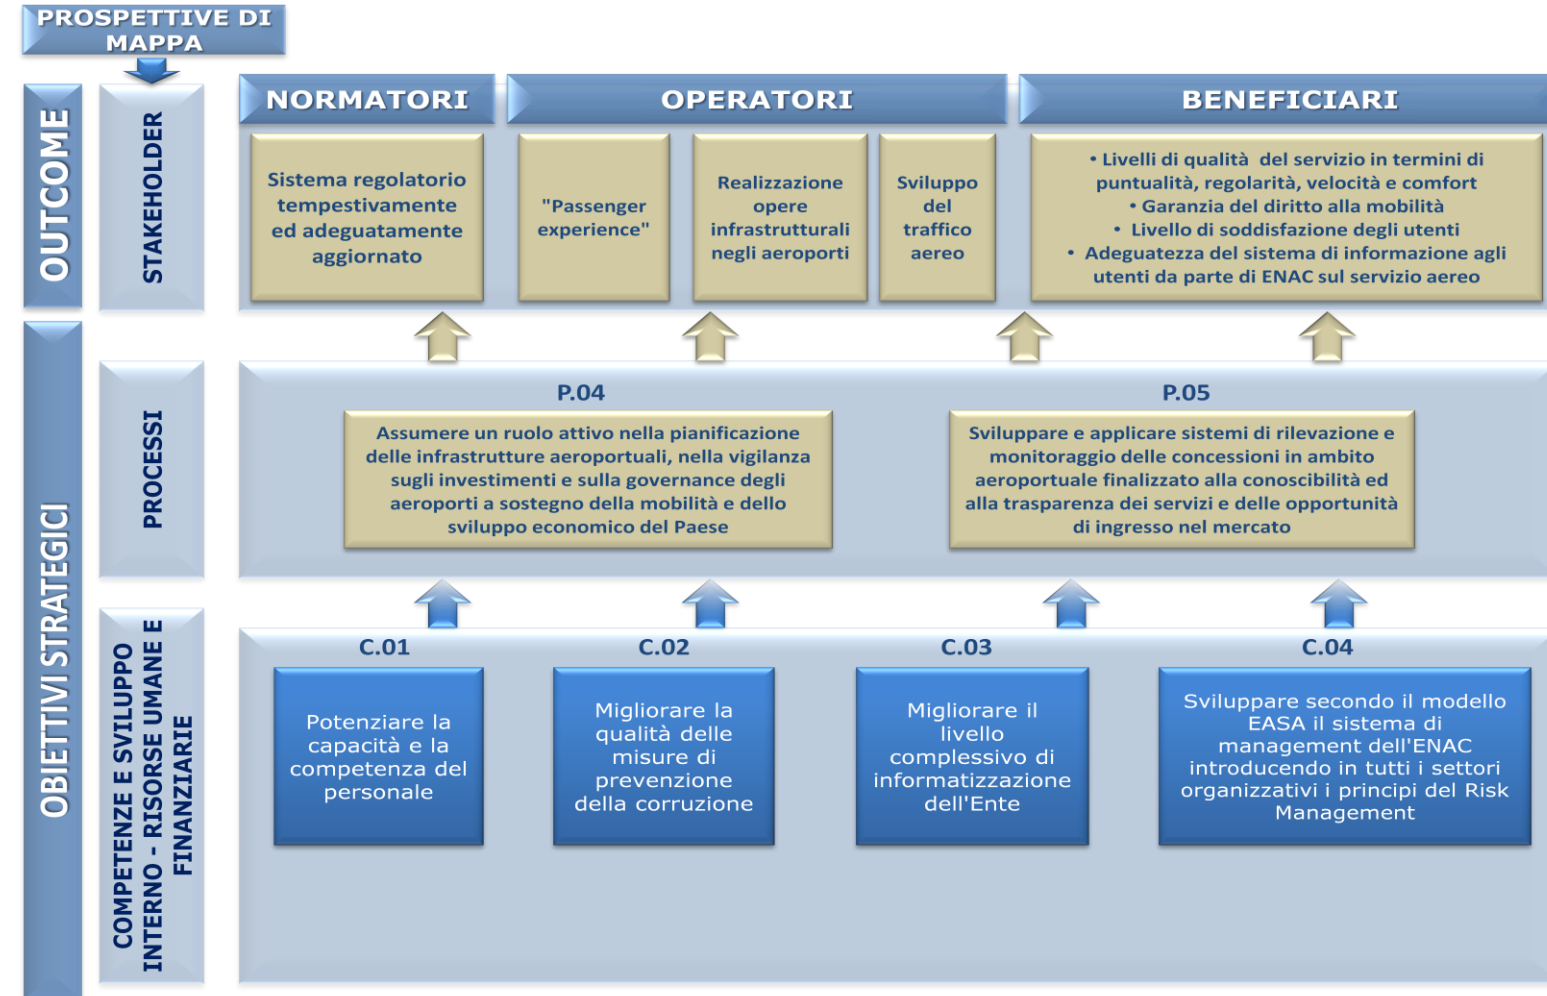 PROSPETTIVE DI
MAPPA
OUTCOME
STAKEHOLDER
NORMATORI
OPERATORI
BENEFICIARI
Sistema regolatorio
tempestivamente
ed adeguatamente
aggiornato
"Passenger
experience"
Realizzazione
opere
infrastrutturali
negli aeroporti
Sviluppo
del
traffico
aereo
• Livelli di qualità del servizio in termini di
puntualità, regolarità, velocità e comfort
• Garanzia del diritto alla mobilità
• Livello di soddisfazione degli utenti
• Adeguatezza del sistema di informazione agli
utenti da parte di ENAC sul servizio aereo
OBIETTIVI STRATEGICI
PROCESSI
P.04
Assumere un ruolo attivo nella pianificazione
delle infrastrutture aeroportuali, nella vigilanza
sugli investimenti e sulla governance degli
aeroporti a sostegno della mobilità e dello
sviluppo economico del Paese
P.05
Sviluppare e applicare sistemi di rilevazione e
monitoraggio delle concessioni in ambito
aeroportuale finalizzato alla conoscibilità ed
alla trasparenza dei servizi e delle opportunità
di ingresso nel mercato
COMPETENZE E SVILUPPO
INTERNO - RISORSE UMANE E
FINANZIARIE
C.01
Potenziare la
capacità e la
competenza del
personale
C.02
Migliorare la
qualità delle
misure di
prevenzione
della corruzione
C.03
Migliorare il
livello
complessivo di
informatizzazione
dell'Ente
C.04
Sviluppare secondo il modello
EASA il sistema di
management dell'ENAC
introducendo in tutti i settori
organizzativi i principi del Risk
Management